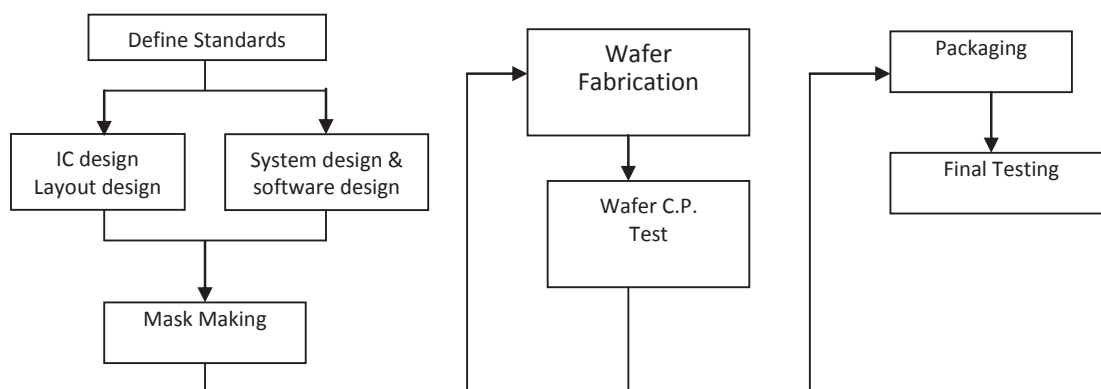 Define Standards
IC design
Layout design
System design &
software design
Mask Making
Wafer
Fabrication
Wafer C.P.
Test
Packaging
Final Testing